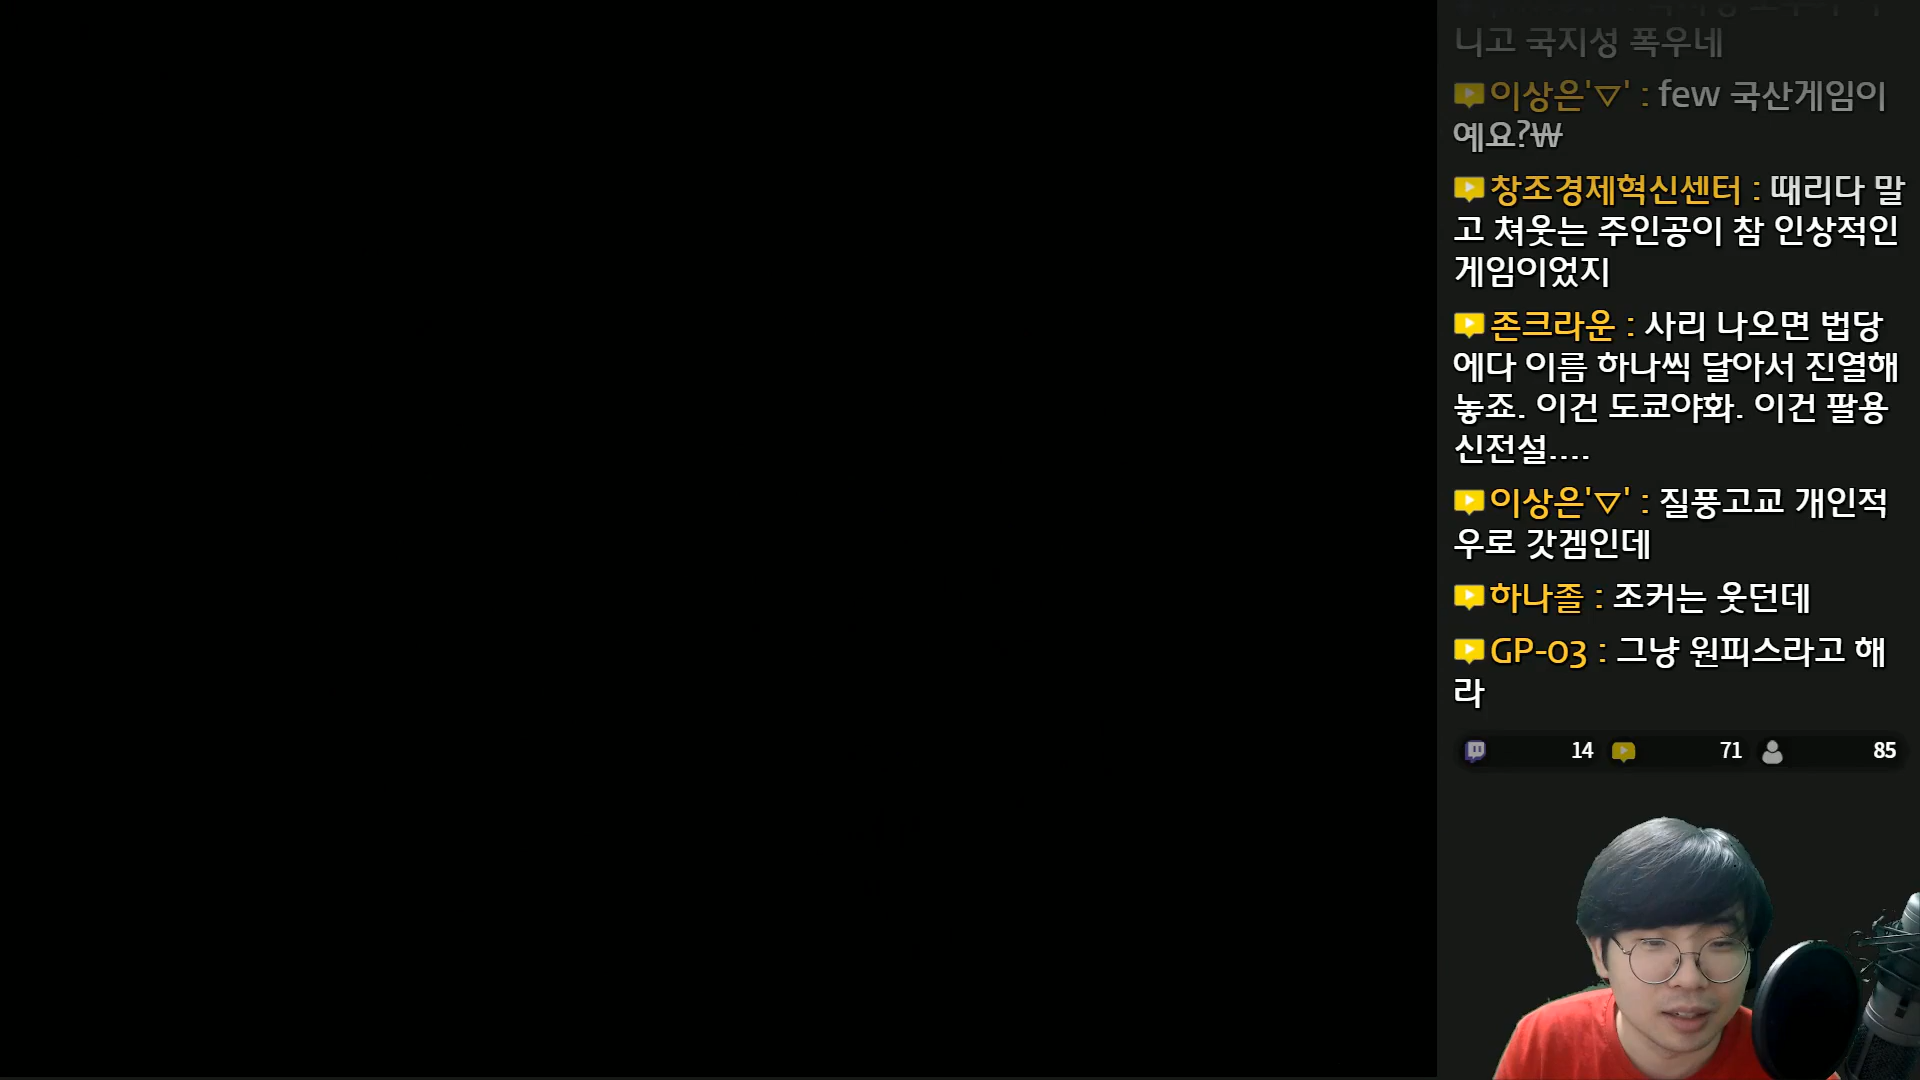 니고 국지성 폭우네
이상은'▽' : few 국산게임이
예요?₩
창조경제혁신센터 : 때리다 말
고 쳐웃는 주인공이 참 인상적인
게임이었지
존크라운 : 사리 나오면 법당
에다 이름 하나씩 달아서 진열해
놓죠. 이건 도쿄야화. 이건 팔용
신전설....
이상은'▽' : 질풍고교 개인적
우로 갓겜인데
하나졸 : 조커는 웃던데
GP-03 : 그냥 원피스라고 해
라
14 71 85